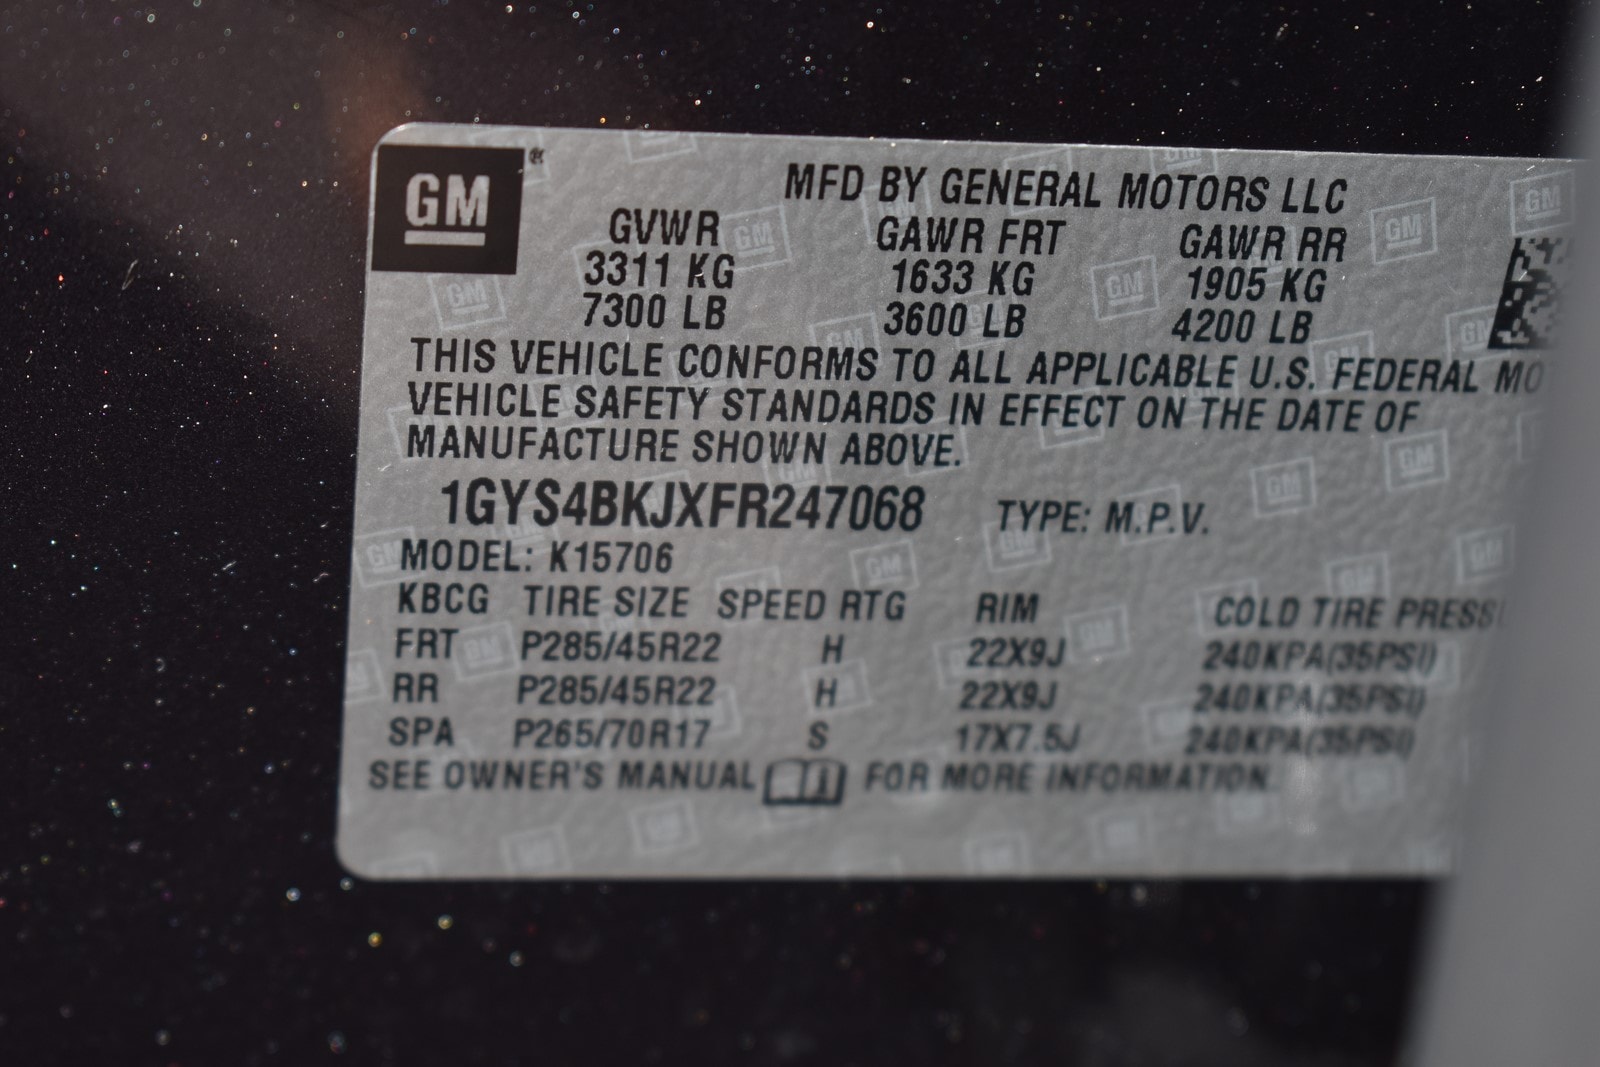 GM ®
MFD BY GENERAL MOTORS LLC
GVWR GAWR FRT GAWR RR
3311 KG 1633 KG 1905 KG
7300 LB 3600 LB 4200 LB
THIS VEHICLE CONFORMS TO ALL APPLICABLE U.S. FEDERAL MO
VEHICLE SAFETY STANDARDS IN EFFECT ON THE DATE OF
MANUFACTURE SHOWN ABOVE.
1GYS4BKJXFR247068 TYPE: M.P.V.
MODEL: K15706
KBCG TIRE SIZE SPEED RTG RIM COLD TIRE PRESS
FRT P285/45R22 H 22X9J 240KPA(35PSI)
RR P285/45R22 H 22X9J 240KPA(35PSI)
SPA P265/70R17 S 17X7.5J 240KPA(35PSI)
SEE OWNER'S MANUAL FOR MORE INFORMATION.